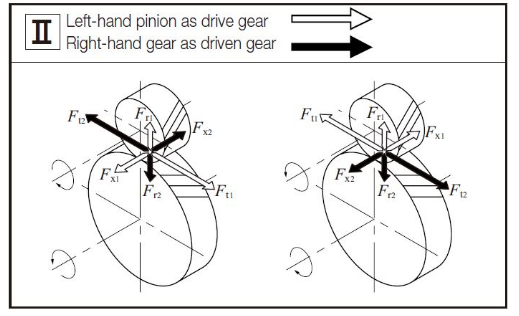 II
Left-hand pinion as drive gear
Right-hand gear as driven gear
Ft2
Fr1
Fx2
Fx1
Fr2
Ft1
Ft1
Fr1
Fx1
Fx2
Fr2
Ft2